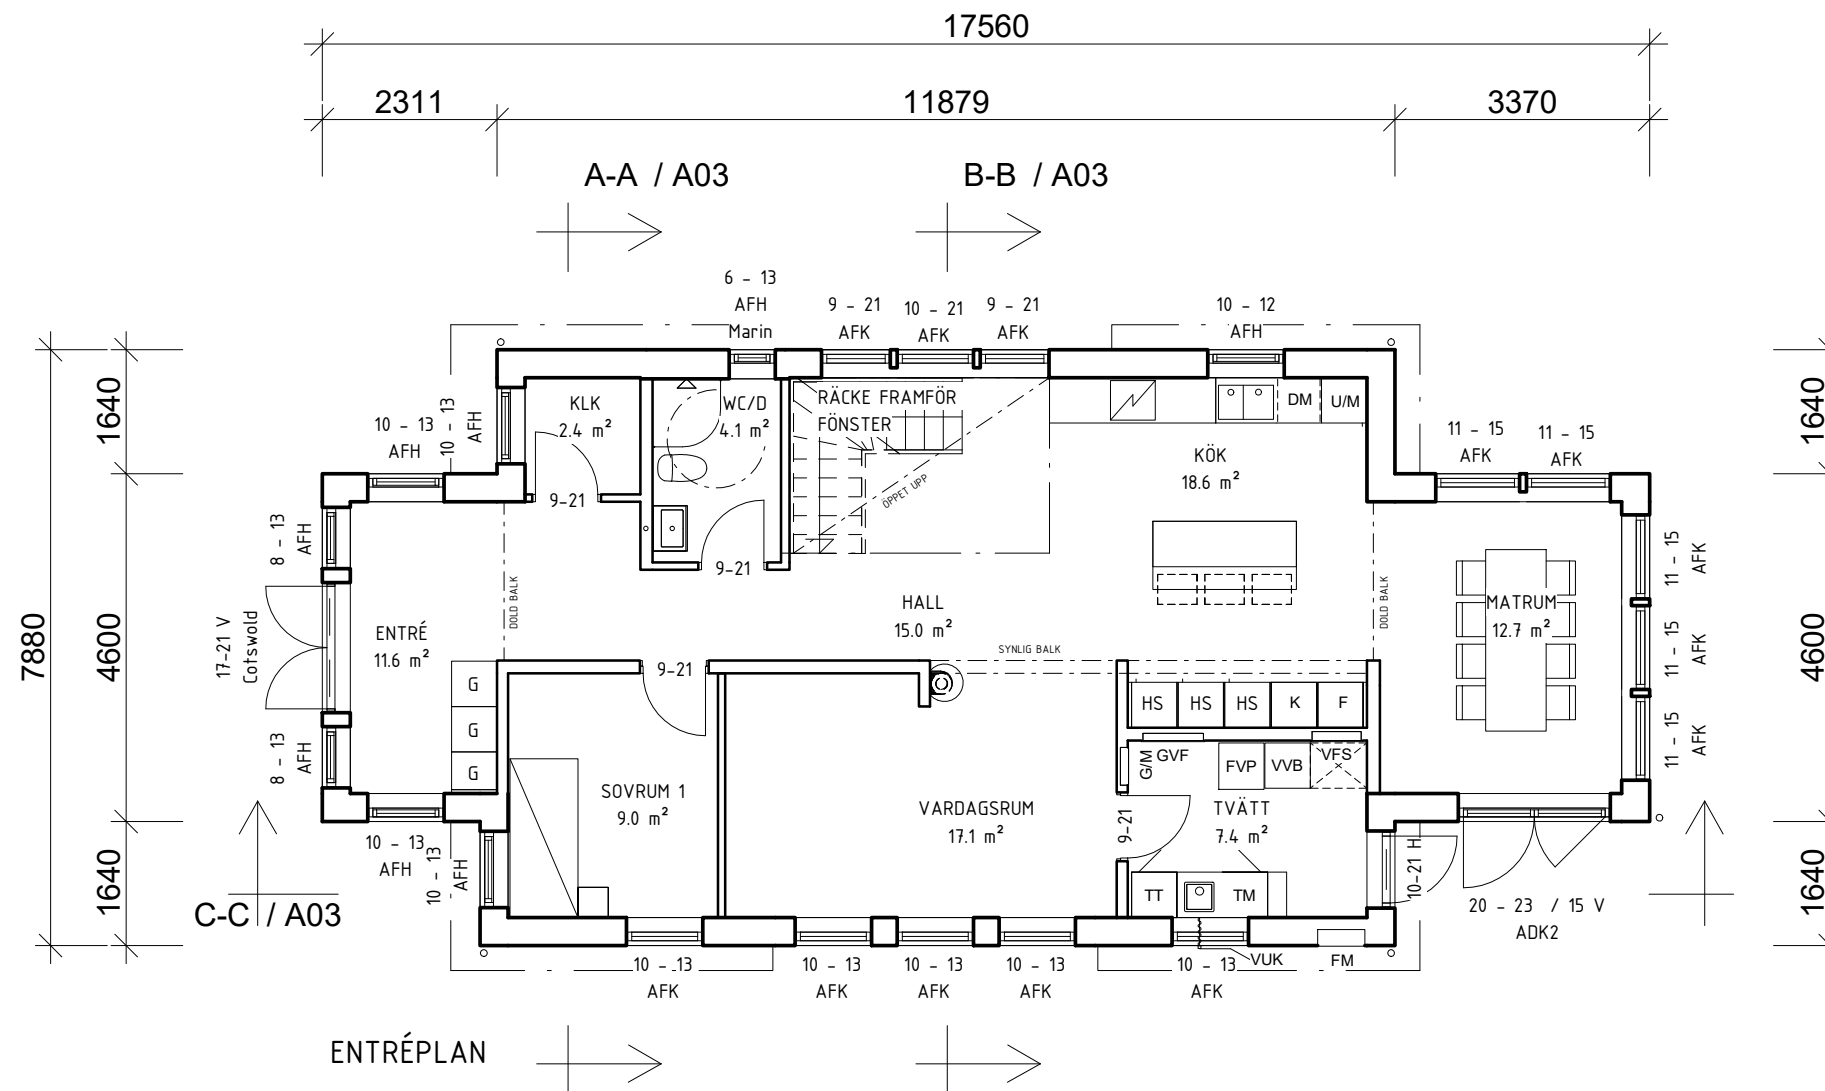 17560
2311
11879
3370
A-A / A03
B-B / A03
6 - 13
AFH
Marin
9 - 21
AFK
10 - 21
AFK
9 - 21
AFK
10 - 12
AFH
7880
1640
4600
1640
1640
4600
1640
10 - 13
AFH
10 - 13
AFH
KLK
2.4 m²
WC/D
4.1 m²
RÄCKE FRAMFÖR
FÖNSTER
ÖPPET UPP
DM
U/M
KÖK
18.6 m²
11 - 15
AFK
11 - 15
AFK
9-21
9-21
8 - 13
AFH
17-21 V
Cotswold
8 - 13
AFH
ENTRÉ
11.6 m²
DOLD BALK
HALL
15.0 m²
SYNLIG BALK
DOLD BALK
MATRUM
12.7 m²
11 - 15
AFK
11 - 15
AFK
11 - 15
AFK
G
G
G
9-21
HS
HS
HS
K
F
G/M
GVF
FVP
VVB
VFS
SOVRUM 1
9.0 m²
VARDAGSRUM
17.1 m²
9-21
TVÄTT
7.4 m²
10 - 13
AFH
10 - 13
AFH
TT
TM
10-21 H
20 - 23 / 15 V
ADK2
C-C / A03
10 - 13
AFK
10 - 13
AFK
10 - 13
AFK
10 - 13
AFK
10 - 13
AFK
VUK
FM
ENTRÉPLAN